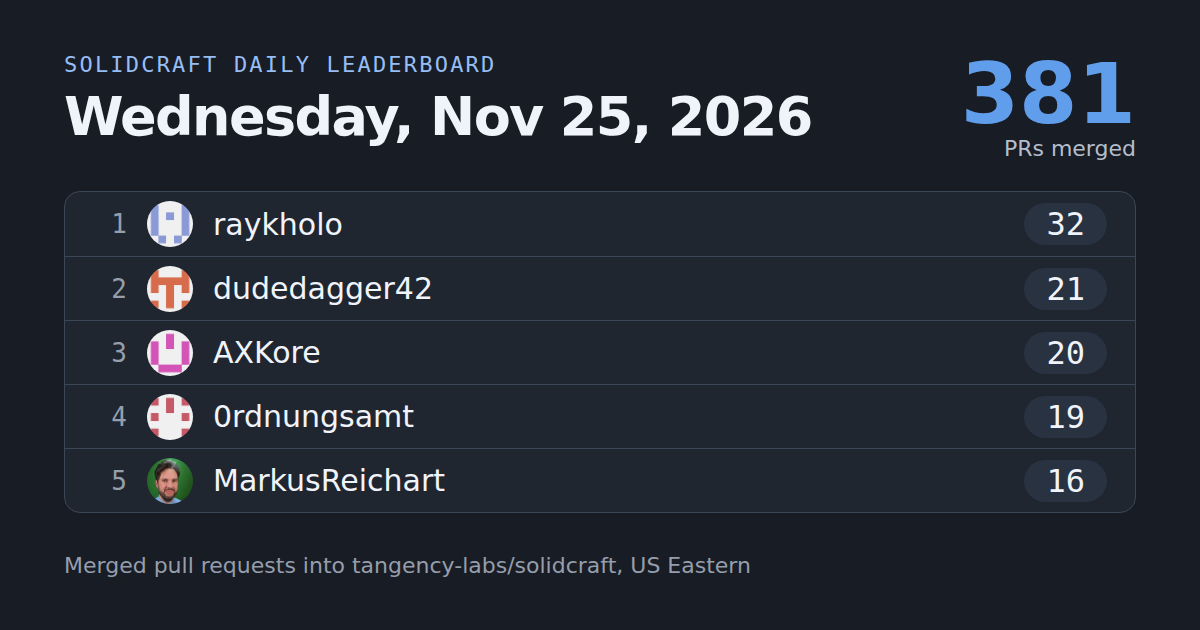 SOLIDCRAFT DAILY LEADERBOARD
Wednesday, Nov 25, 2026
381
PRs merged
1 raykholo 32
2 dudedagger42 21
3 AXKore 20
4 0rdnungsamt 19
5 MarkusReichart 16
Merged pull requests into tangency-labs/solidcraft, US Eastern